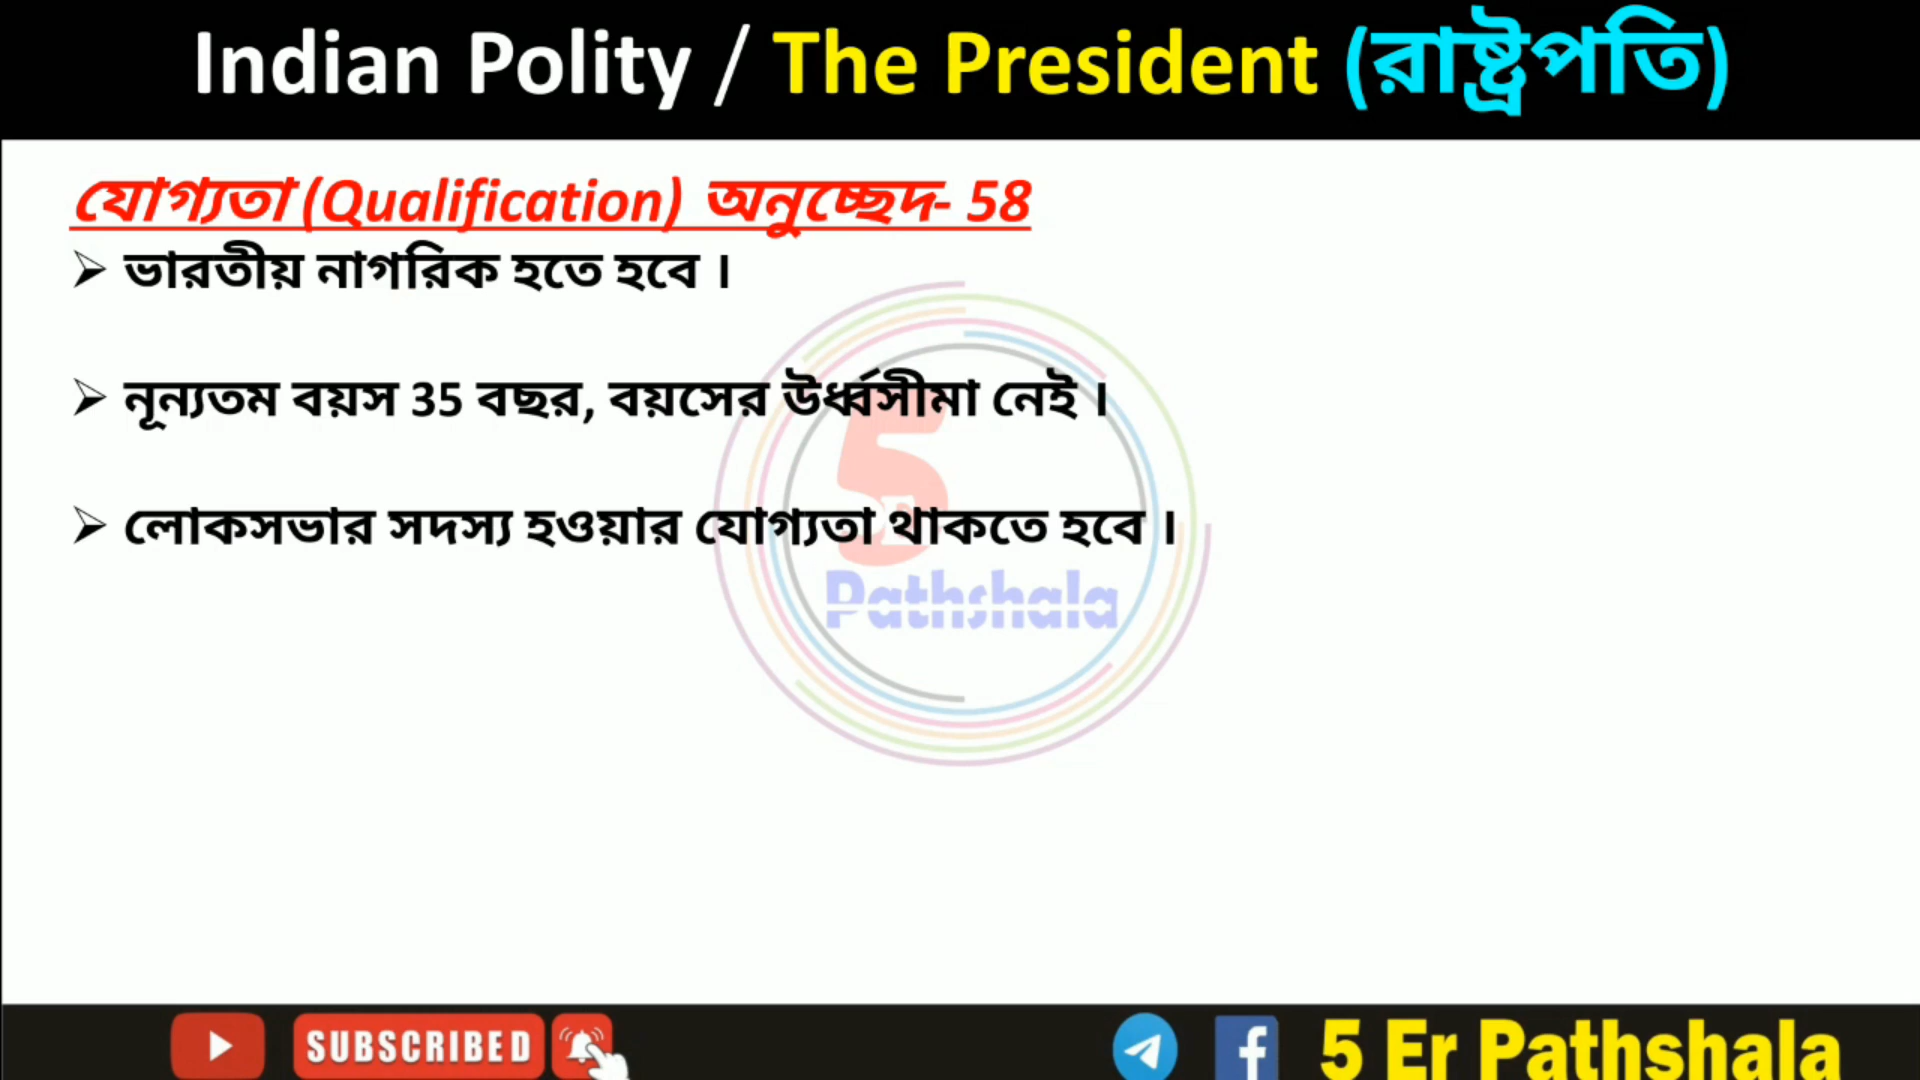 Indian Polity / The President (রাষ্ট্রপতি)
যোগ্যতা (Qualification) অনুচ্ছেদ- 58
➢ ভারতীয় নাগরিক হতে হবে ।
➢ নূন্যতম বয়স 35 বছর, বয়সের উর্ধ্বসীমা নেই ।
➢ লোকসভার সদস্য হওয়ার যোগ্যতা থাকতে হবে ।
5
Er
Pathshala
SUBSCRIBED
5 Er Pathshala